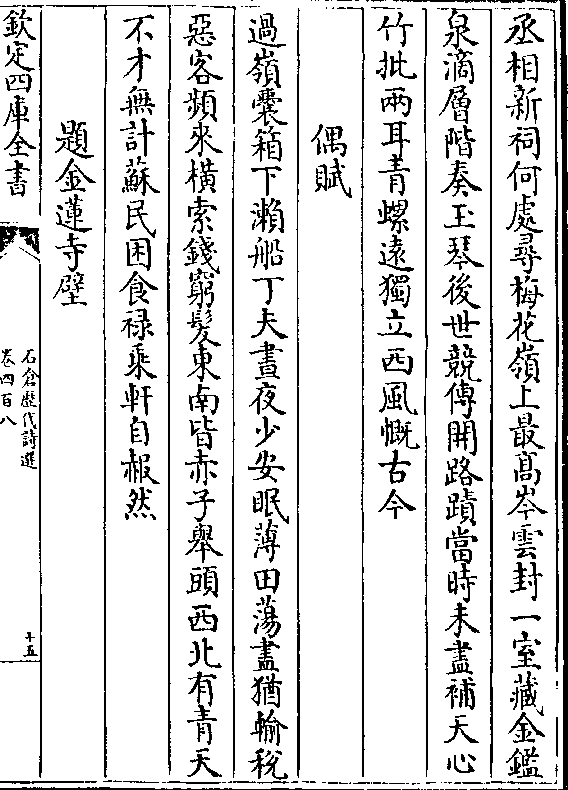 丞相新祠何處尋梅花嶺上最高岑雲封一室藏金鑑
泉滴層階奏玉琴後世競傳開路蹟當時未盡補天心
竹批兩耳青螺遠獨立西風慨古今
偶賦
過嶺囊箱下瀨船丁夫晝夜少安眠薄田蕩盡猶輸稅
惡客頻來橫索錢窮髮東南皆赤子舉頭西北有青天
不才無計蘇民困食祿乘軒自赧然
題金蓮寺壁
欽定四庫全書
石倉歷代詩選
卷四百八
十五